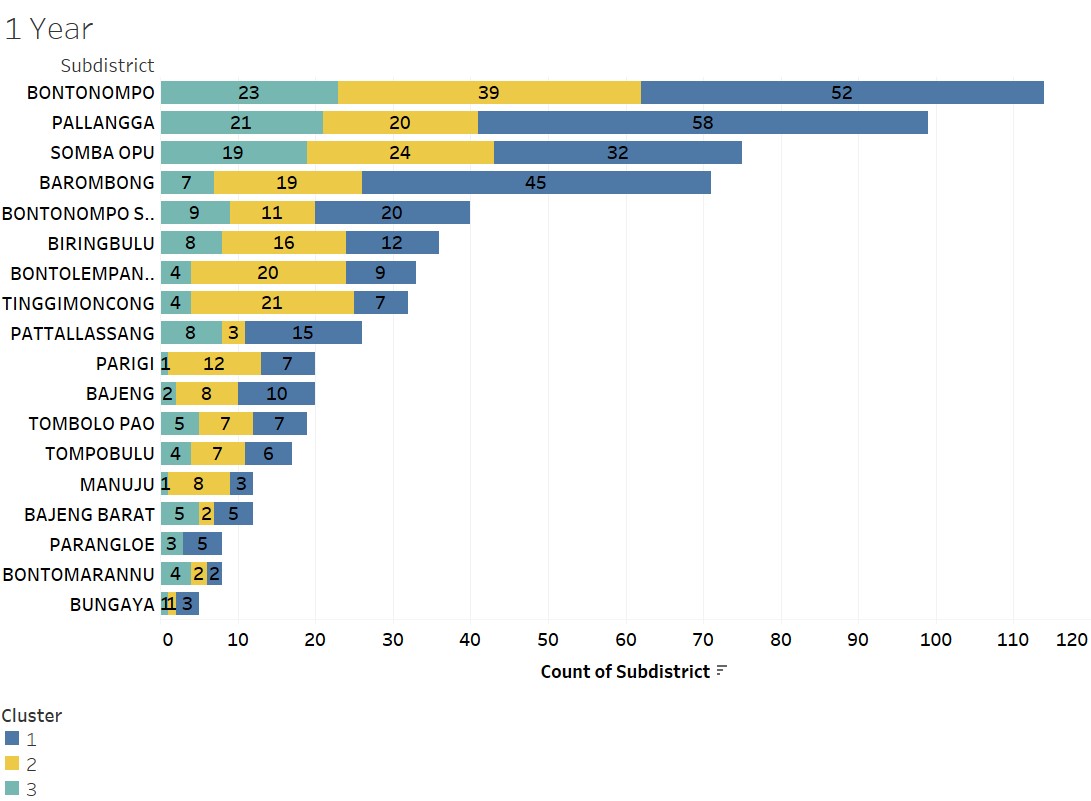 1 Year
Subdistrict
BONTONOMPO 23 39 52
PALLANGGA 21 20 58
SOMBA OPU 19 24 32
BAROMBONG 7 19 45
BONTONOMPO S.. 9 11 20
BIRINGBULU 8 16 12
BONTOLEMPAN.. 4 20 9
TINGGIMONCONG 4 21 7
PATTALLASSANG 8 3 15
PARIGI 1 12 7
BAJENG 2 8 10
TOMBOLO PAO 5 7 7
TOMPOBULU 4 7 6
MANUJU 1 8 3
BAJENG BARAT 5 2 5
PARANGLOE 3 5
BONTOMARANNU 4 2 2
BUNGAYA 1 1 3
0 10 20 30 40 50 60 70 80 90 100 110 120
Count of Subdistrict
Cluster
1
2
3